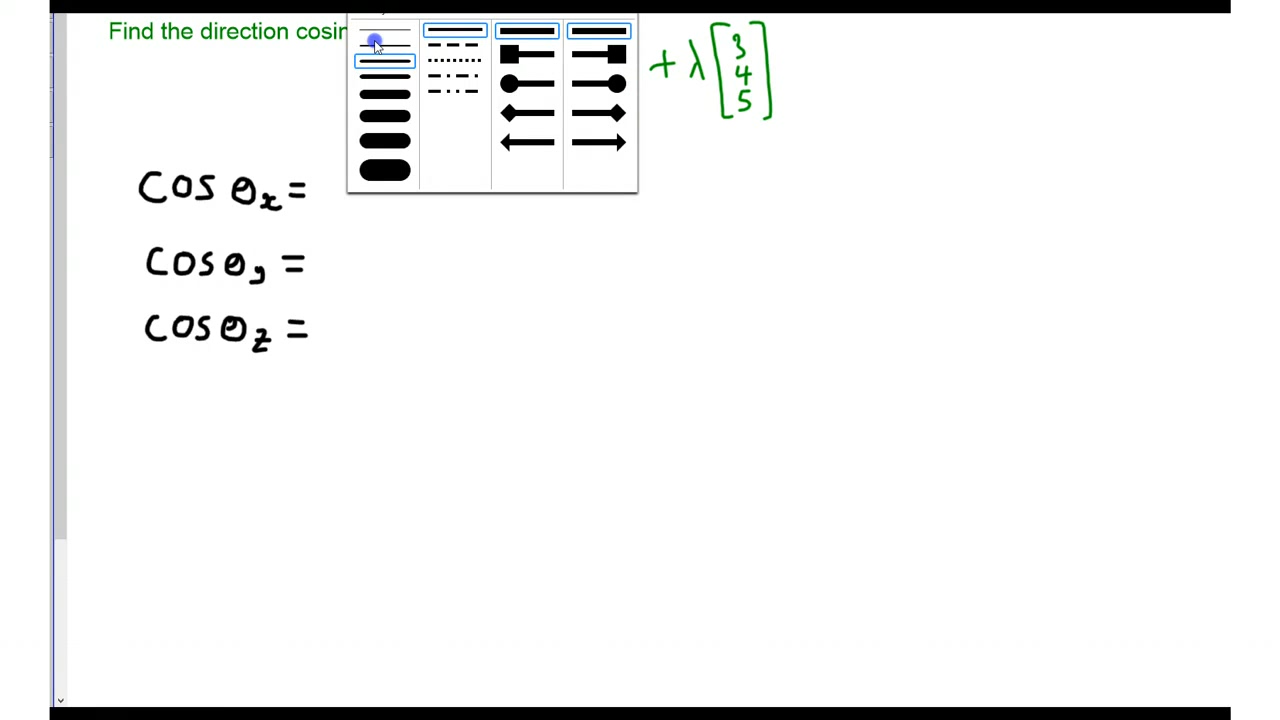 Find the direction cosin
+ λ [3 4 5]
cos θx =
cos θy =
cos θz =